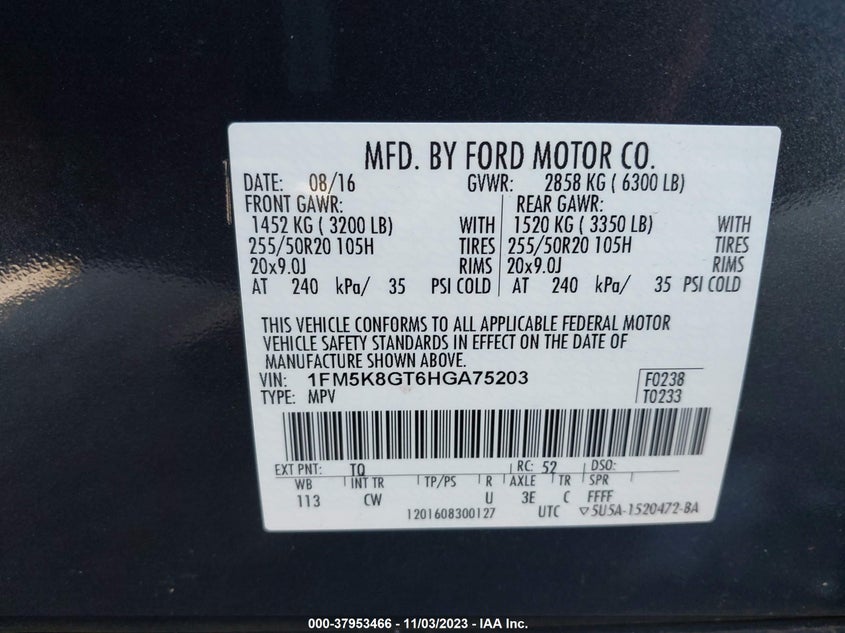 MFD. BY FORD MOTOR CO.
DATE: 08/16 GVWR: 2858 KG ( 6300 LB)
FRONT GAWR: REAR GAWR:
1452 KG ( 3200 LB) WITH 1520 KG ( 3350 LB) WITH
255/50R20 105H TIRES 255/50R20 105H TIRES
20x9.0J RIMS 20x9.0J RIMS
AT 240 kPa/ 35 PSI COLD AT 240 kPa/ 35 PSI COLD
THIS VEHICLE CONFORMS TO ALL APPLICABLE FEDERAL MOTOR
VEHICLE SAFETY STANDARDS IN EFFECT ON THE DATE OF
MANUFACTURE SHOWN ABOVE.
VIN: 1FM5K8GT6HGA75203 F0238
TYPE: MPV T0233
EXT PNT: TQ RC: 52 DSO:
WB INT TR TP/PS R AXLE TR SPR
113 CW U 3E C FFFF
1201608300127 UTC ▽5U5A-1520472-BA
000-37953466 - 11/03/2023 - IAA Inc.